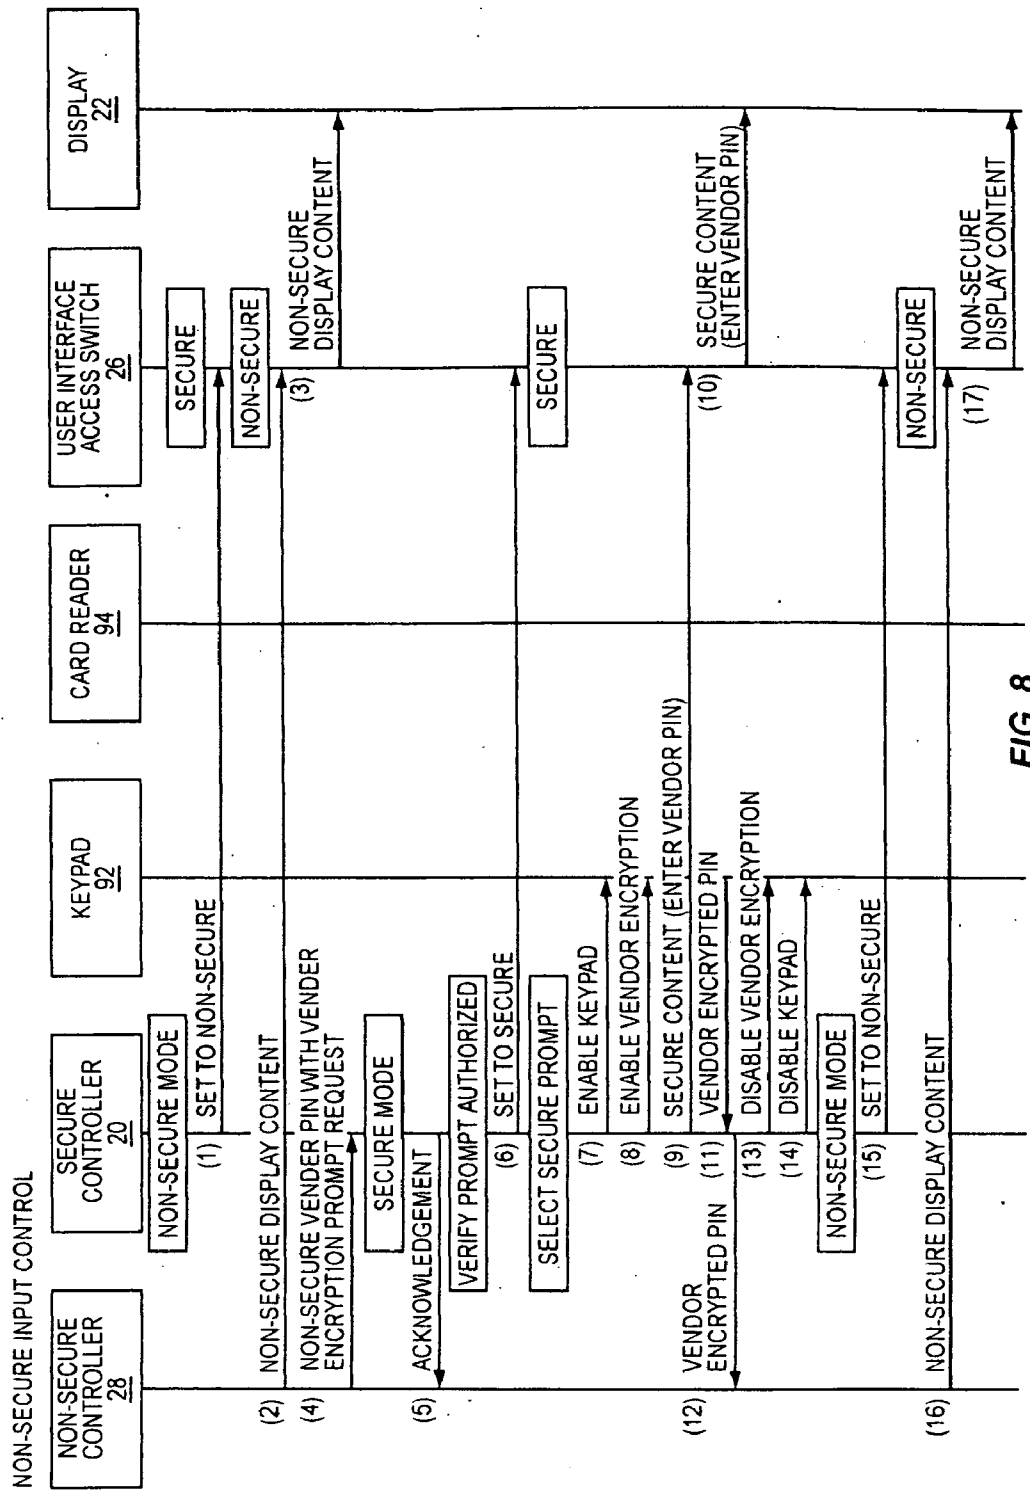 NON-SECURE INPUT CONTROL
NON-SECURE
CONTROLLER
28
SECURE
CONTROLLER
20
KEYPAD
92
CARD READER
94
USER INTERFACE
ACCESS SWITCH
26
DISPLAY
22
NON-SECURE MODE
SECURE
(1)
SET TO NON-SECURE
NON-SECURE
(2)
NON-SECURE DISPLAY CONTENT
(3)
NON-SECURE
DISPLAY CONTENT
(4)
NON-SECURE VENDER PIN WITH VENDER
ENCRYPTION PROMPT REQUEST
SECURE MODE
(5)
ACKNOWLEDGEMENT
VERIFY PROMPT AUTHORIZED
(6)
SET TO SECURE
SELECT SECURE PROMPT
SECURE
(7)
ENABLE KEYPAD
(8)
ENABLE VENDOR ENCRYPTION
(9)
SECURE CONTENT (ENTER VENDOR PIN)
(10)
SECURE CONTENT
(ENTER VENDOR PIN)
(11)
VENDOR ENCRYPTED PIN
(12)
VENDOR
ENCRYPTED PIN
(13)
DISABLE VENDOR ENCRYPTION
(14)
DISABLE KEYPAD
NON-SECURE MODE
(15)
SET TO NON-SECURE
NON-SECURE
(16)
NON-SECURE DISPLAY CONTENT
(17)
NON-SECURE
DISPLAY CONTENT
FIG. 8